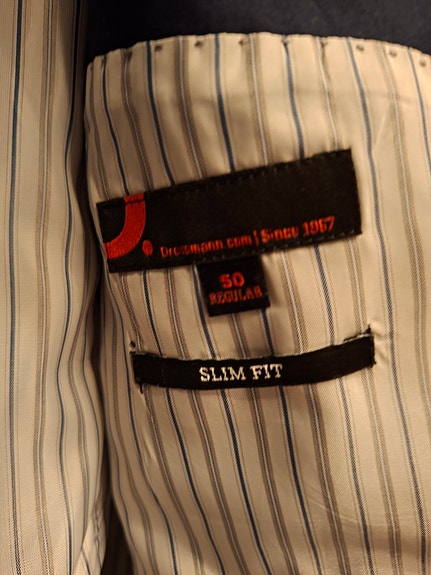 Dressmann.com | Since 1967
50
REGULAR
SLIM FIT